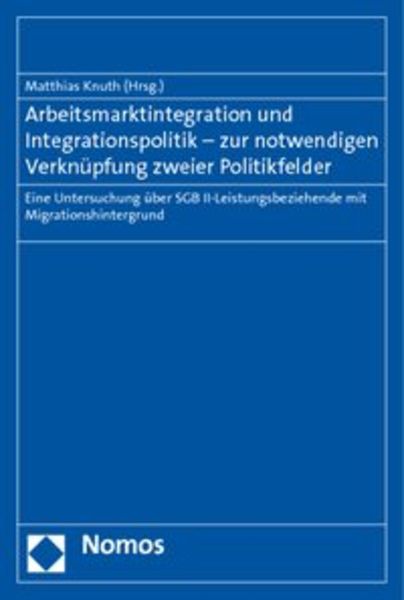 Matthias Knuth (Hrsg.)
Arbeitsmarktintegration und
Integrationspolitik – zur notwendigen
Verknüpfung zweier Politikfelder
Eine Untersuchung über SGB II-Leistungsbeziehende mit
Migrationshintergrund
Nomos